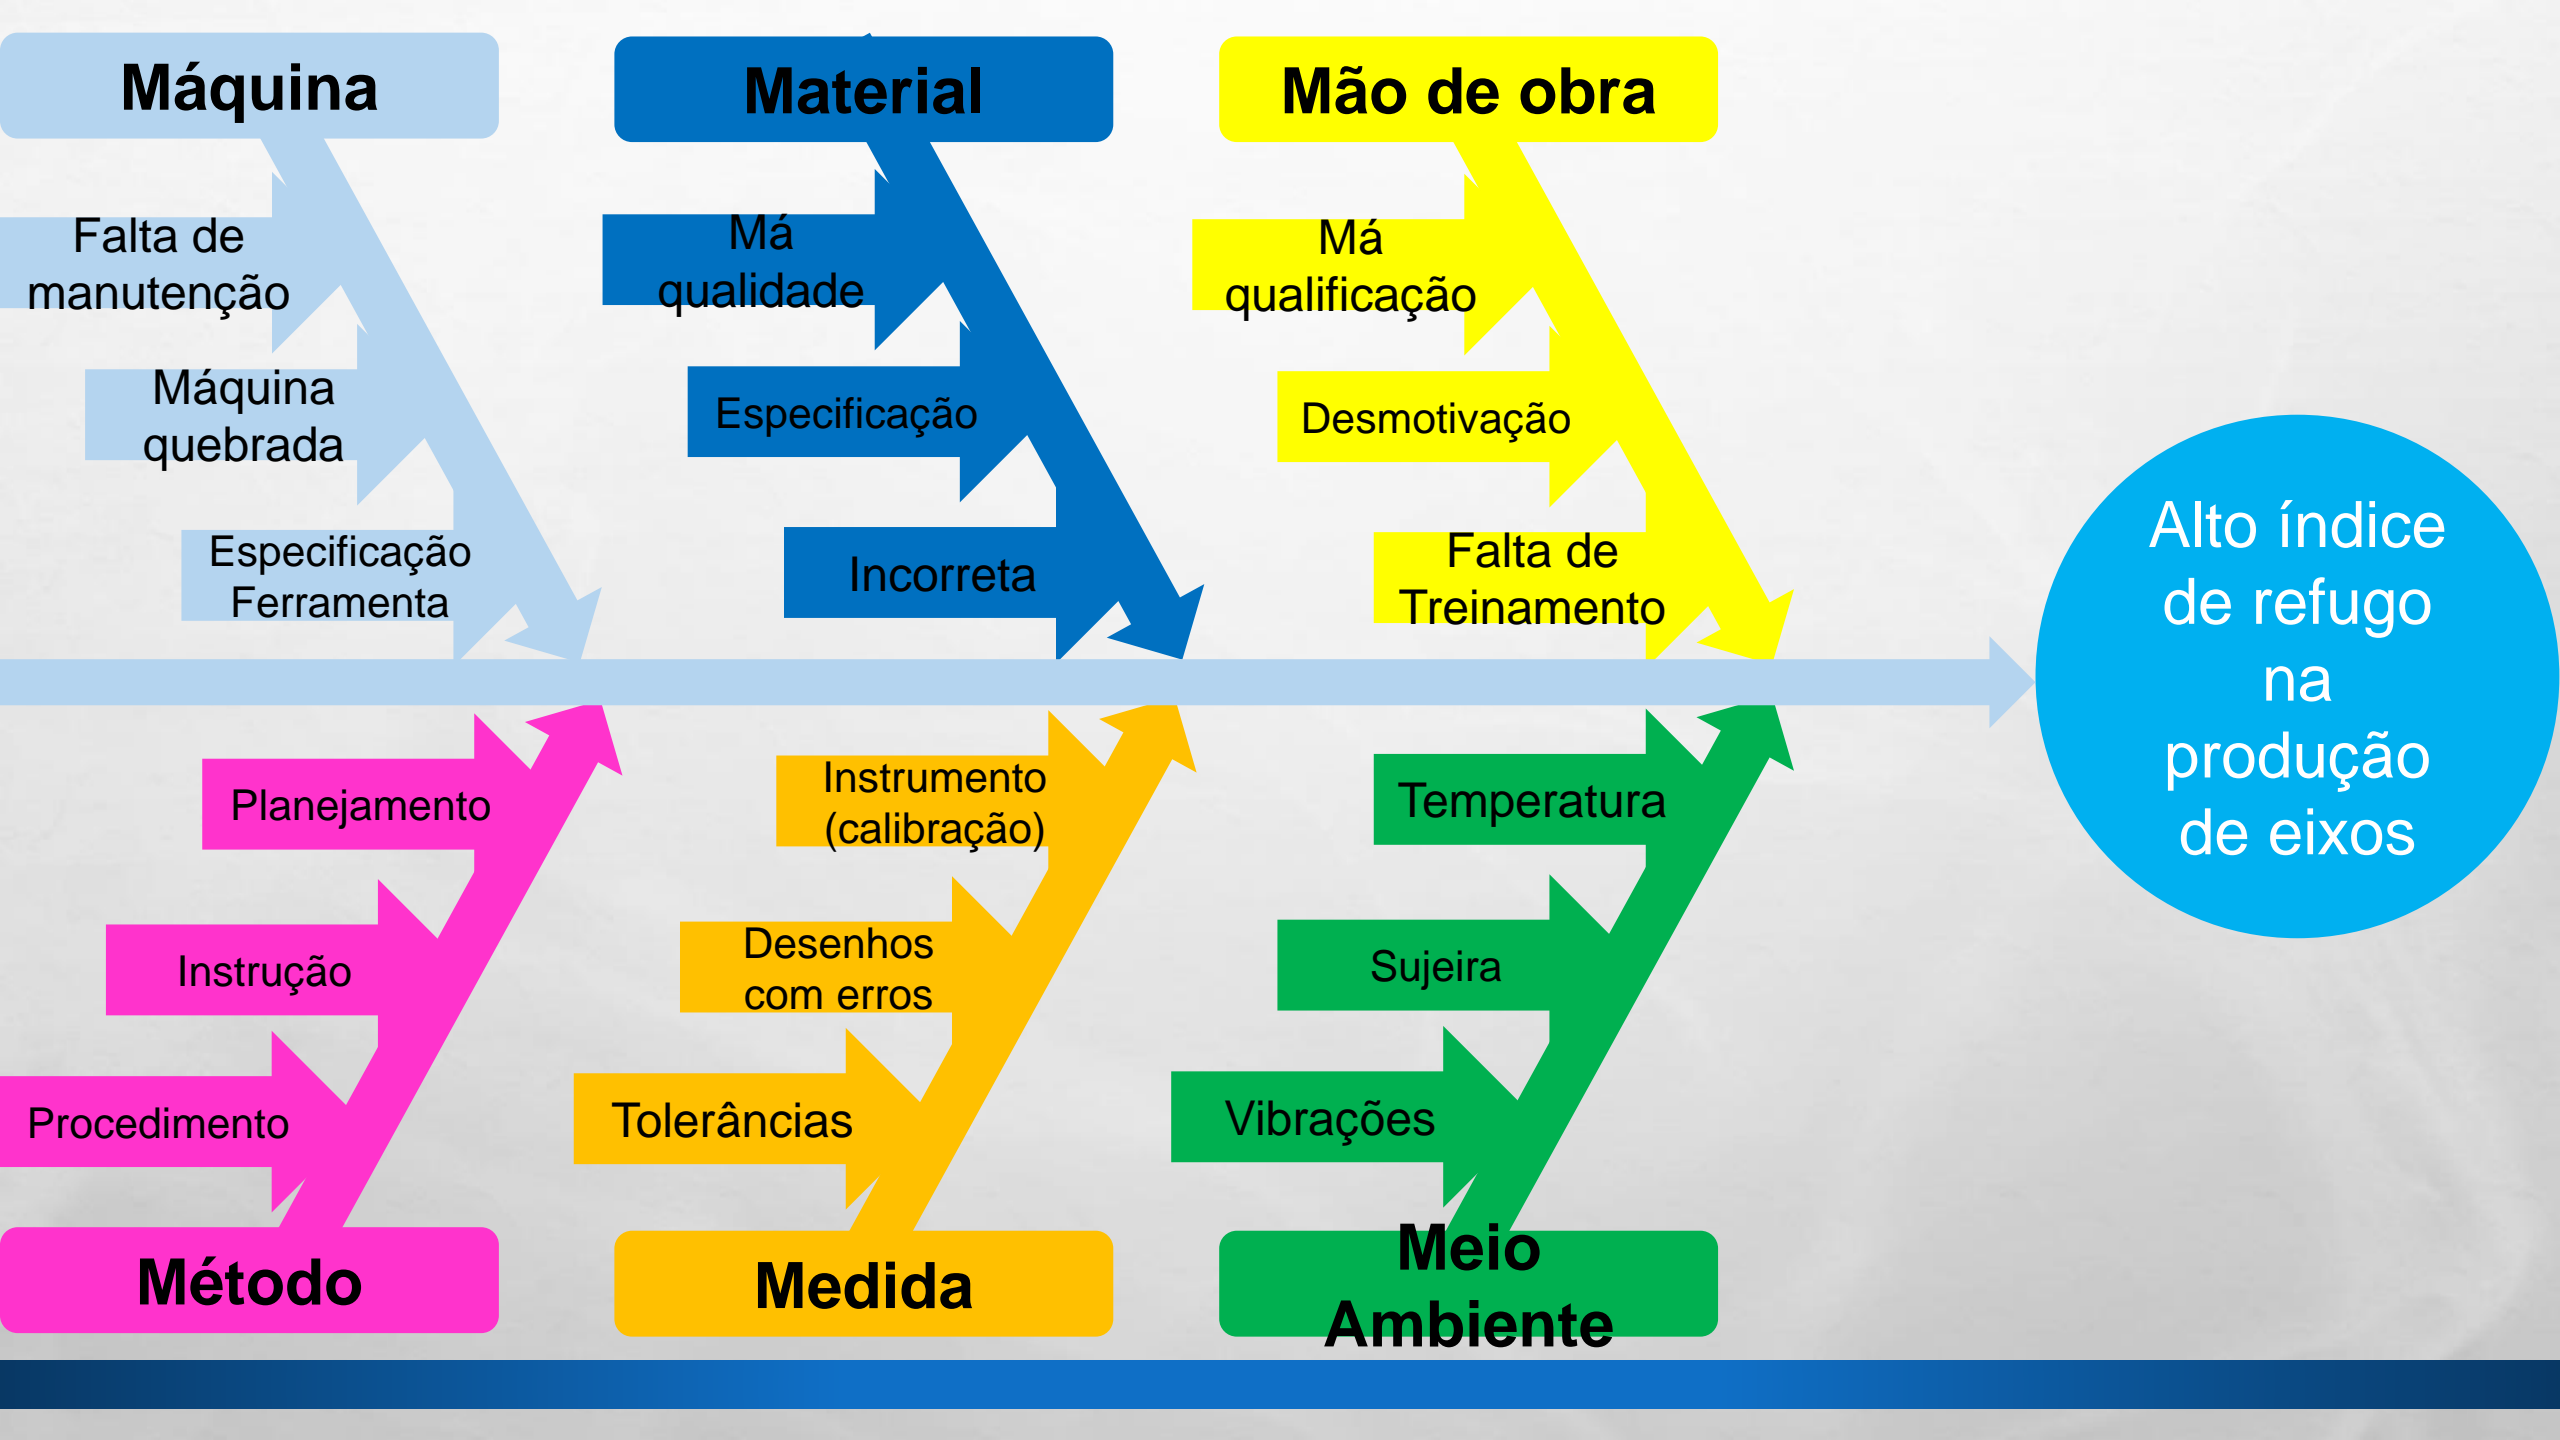 Máquina
Material
Mão de obra
Falta de
manutenção
Má
qualidade
Má
qualificação
Máquina
quebrada
Especificação
Desmotivação
Especificação
Ferramenta
Incorreta
Falta de
Treinamento
Alto índice
de refugo
na
produção
de eixos
Planejamento
Instrumento
(calibração)
Temperatura
Instrução
Desenhos
com erros
Sujeira
Procedimento
Tolerâncias
Vibrações
Método
Medida
Meio
Ambiente